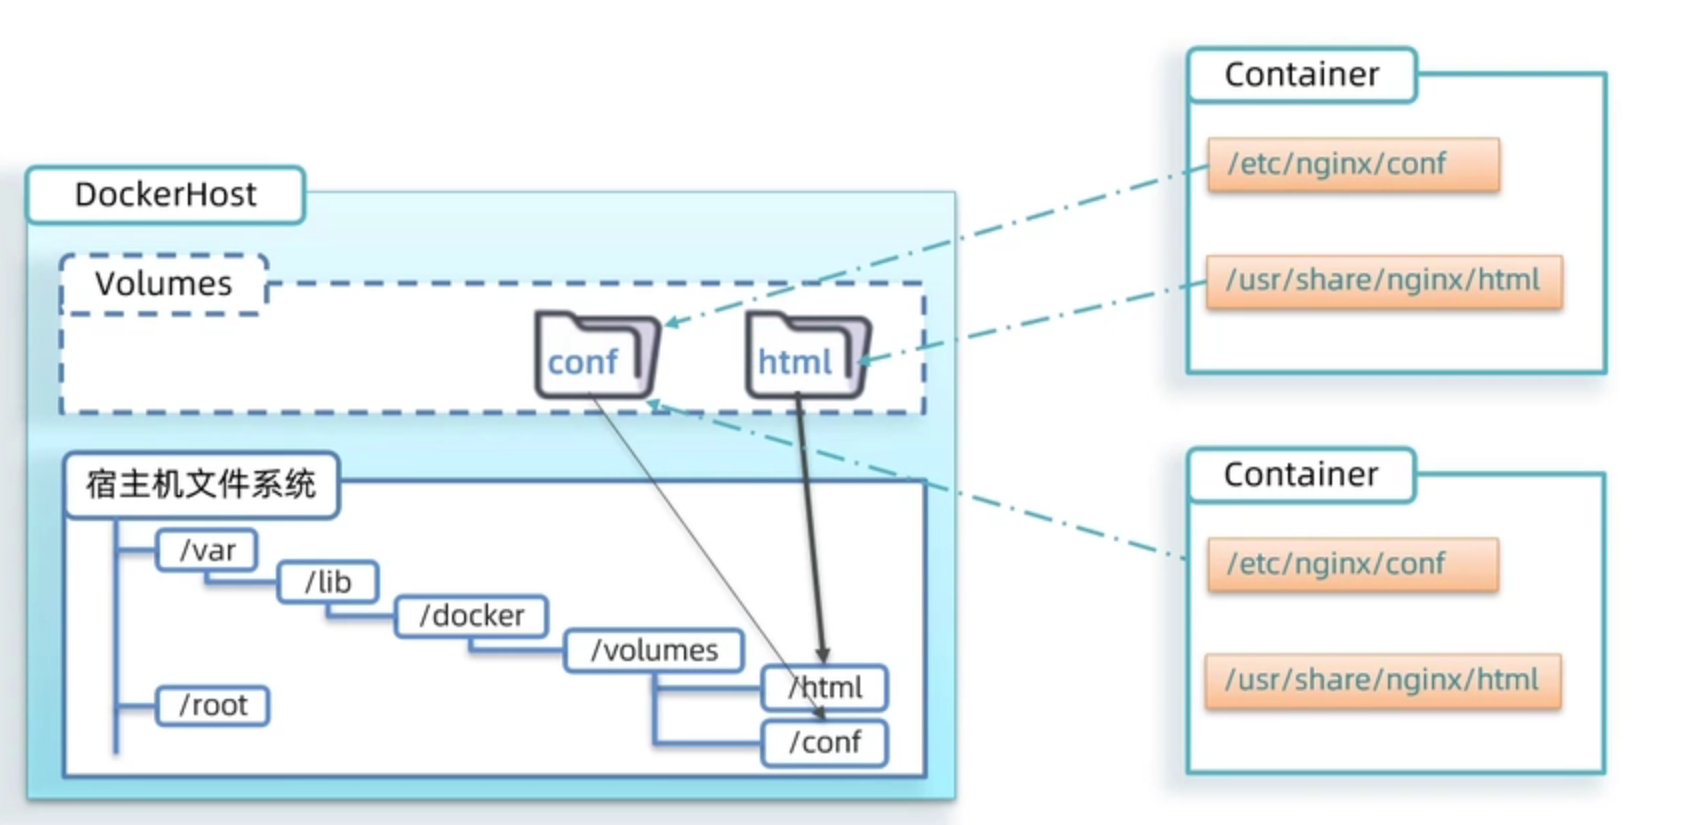 DockerHost
Volumes
conf
html
宿主机文件系统
/var
/lib
/docker
/volumes
/html
/root
/conf
Container
/etc/nginx/conf
/usr/share/nginx/html
Container
/etc/nginx/conf
/usr/share/nginx/html